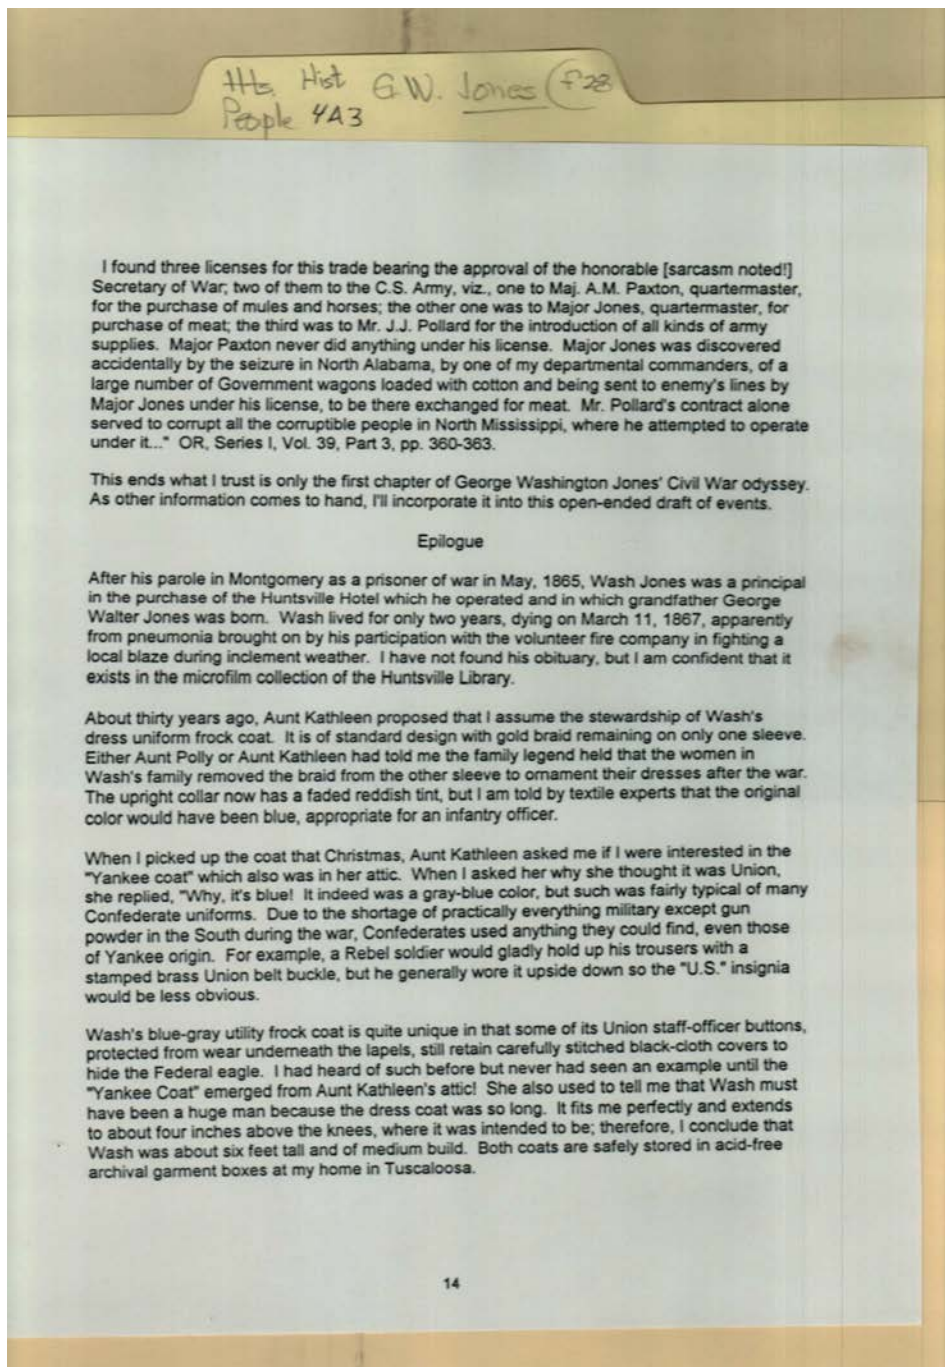 Hts. Hist G.W. Jones f28
People 4A3
I found three licenses for this trade bearing the approval of the honorable [sarcasm noted!]
Secretary of War; two of them to the C.S. Army, viz., one to Maj. A.M. Paxton, quartermaster,
for the purchase of mules and horses; the other one was to Major Jones, quartermaster, for
purchase of meat; the third was to Mr. J.J. Pollard for the introduction of all kinds of army
supplies. Major Paxton never did anything under his license. Major Jones was discovered
accidentally by the seizure in North Alabama, by one of my departmental commanders, of a
large number of Government wagons loaded with cotton and being sent to enemy's lines by
Major Jones under his license, to be there exchanged for meat. Mr. Pollard's contract alone
served to corrupt all the corruptible people in North Mississippi, where he attempted to operate
under it..." OR, Series I, Vol. 39, Part 3, pp. 360-363.
This ends what I trust is only the first chapter of George Washington Jones' Civil War odyssey.
As other information comes to hand, I'll incorporate it into this open-ended draft of events.
Epilogue
After his parole in Montgomery as a prisoner of war in May, 1865, Wash Jones was a principal
in the purchase of the Huntsville Hotel which he operated and in which grandfather George
Walter Jones was born. Wash lived for only two years, dying on March 11, 1867, apparently
from pneumonia brought on by his participation with the volunteer fire company in fighting a
local blaze during inclement weather. I have not found his obituary, but I am confident that it
exists in the microfilm collection of the Huntsville Library.
About thirty years ago, Aunt Kathleen proposed that I assume the stewardship of Wash's
dress uniform frock coat. It is of standard design with gold braid remaining on only one sleeve.
Either Aunt Polly or Aunt Kathleen had told me the family legend held that the women in
Wash's family removed the braid from the other sleeve to ornament their dresses after the war.
The upright collar now has a faded reddish tint, but I am told by textile experts that the original
color would have been blue, appropriate for an infantry officer.
When I picked up the coat that Christmas, Aunt Kathleen asked me if I were interested in the
"Yankee coat" which also was in her attic. When I asked her why she thought it was Union,
she replied, "Why, it's blue! It indeed was a gray-blue color, but such was fairly typical of many
Confederate uniforms. Due to the shortage of practically everything military except gun
powder in the South during the war, Confederates used anything they could find, even those
of Yankee origin. For example, a Rebel soldier would gladly hold up his trousers with a
stamped brass Union belt buckle, but he generally wore it upside down so the "U.S." insignia
would be less obvious.
Wash's blue-gray utility frock coat is quite unique in that some of its Union staff-officer buttons,
protected from wear underneath the lapels, still retain carefully stitched black-cloth covers to
hide the Federal eagle. I had heard of such before but never had seen an example until the
"Yankee Coat" emerged from Aunt Kathleen's attic! She also used to tell me that Wash must
have been a huge man because the dress coat was so long. It fits me perfectly and extends
to about four inches above the knees, where it was intended to be; therefore, I conclude that
Wash was about six feet tall and of medium build. Both coats are safely stored in acid-free
archival garment boxes at my home in Tuscaloosa.
14